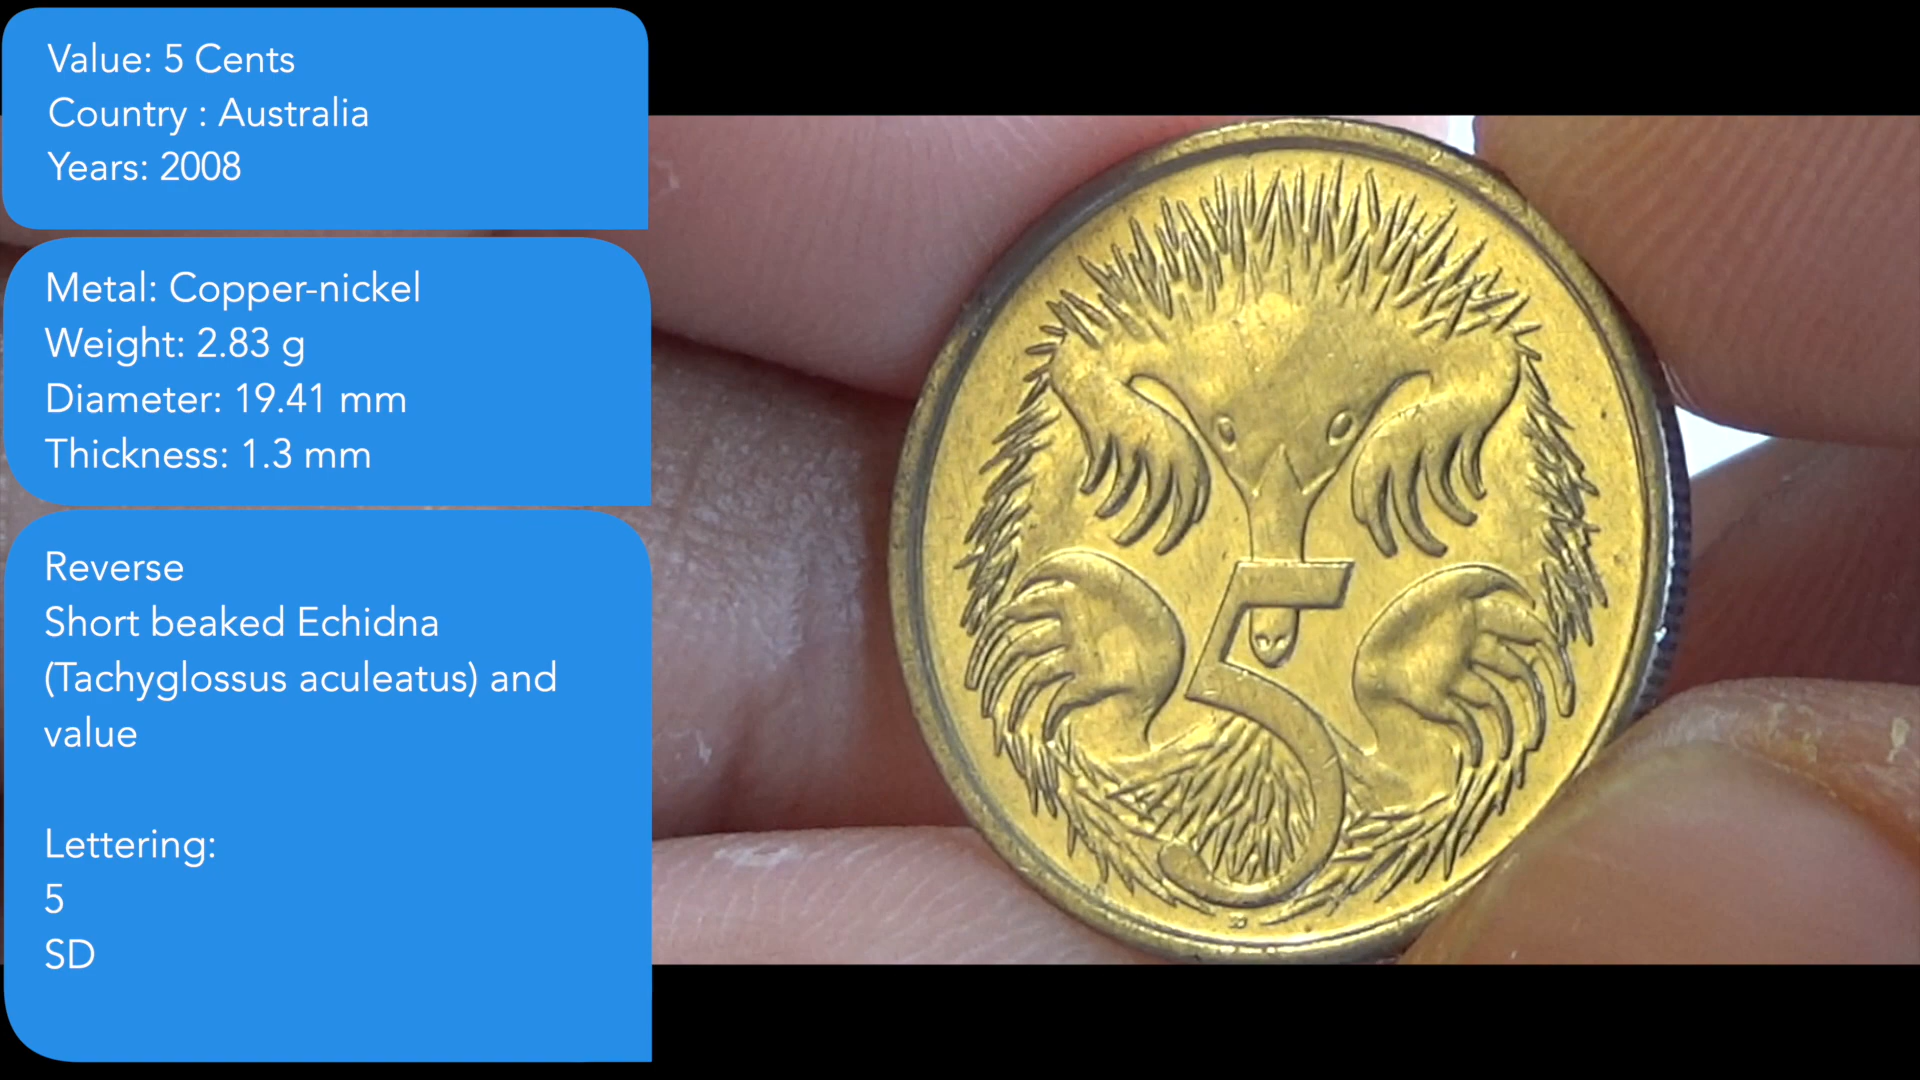 Value: 5 Cents
Country : Australia
Years: 2008
Metal: Copper-nickel
Weight: 2.83 g
Diameter: 19.41 mm
Thickness: 1.3 mm
Reverse
Short beaked Echidna
(Tachyglossus aculeatus) and
value
Lettering:
5
SD
5